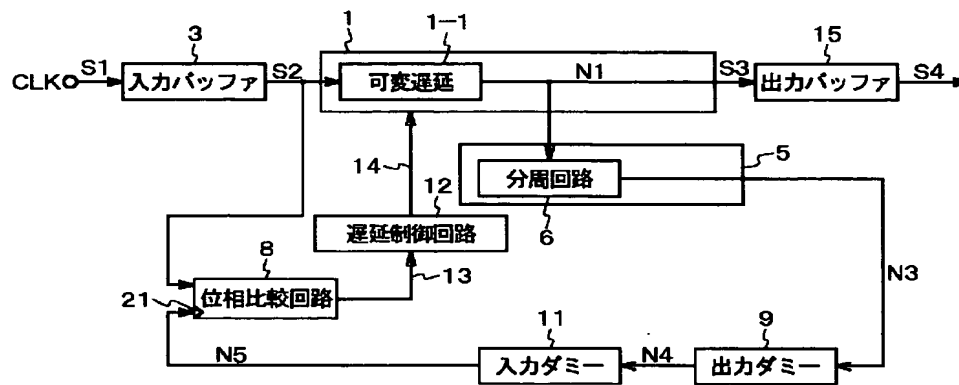 1
1-1
3
15
CLK
S1
入力バッファ
S2
可変遅延
N1
S3
出力バッファ
S4
14
5
分周回路
6
12
遅延制御回路
8
13
N3
21
位相比較回路
11
9
N5
入力ダミー
N4
出力ダミー